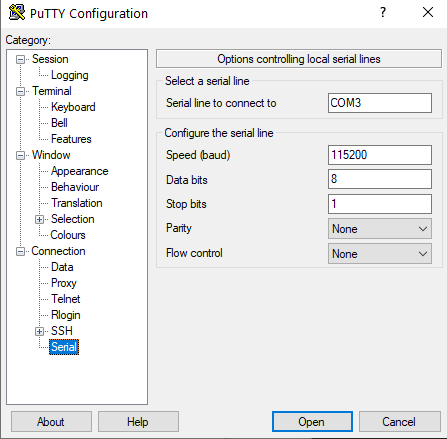 PuTTY Configuration
Category:
Session
Logging
Terminal
Keyboard
Bell
Features
Window
Appearance
Behaviour
Translation
Selection
Colours
Connection
Data
Proxy
Telnet
Rlogin
SSH
Serial
Options controlling local serial lines
Select a serial line
Serial line to connect to COM3
Configure the serial line
Speed (baud) 115200
Data bits 8
Stop bits 1
Parity None
Flow control None
About Help Open Cancel